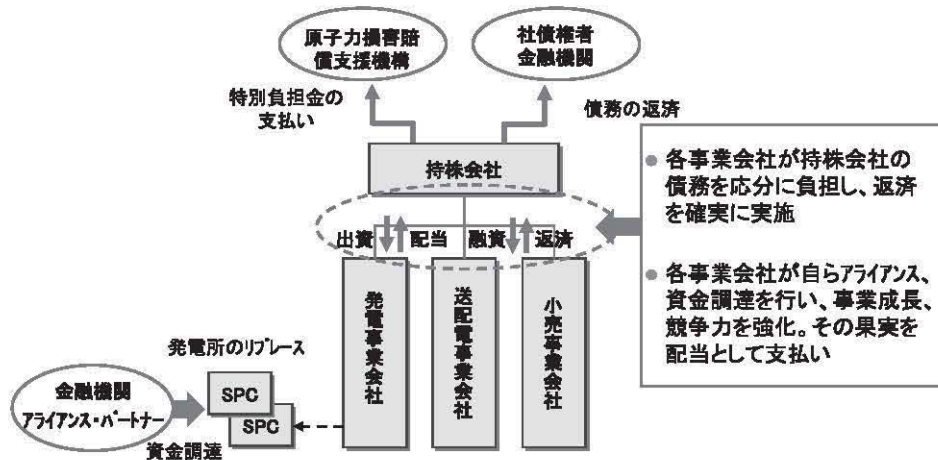 原子力損害賠
償支援機構
社債権者
金融機関
特別負担金の
支払い
債務の返済
持株会社
出資
配当
融資
返済
発電事業会社
送配電事業会社
小売事業会社
● 各事業会社が持株会社の
債務を応分に負担し、返済
を確実に実施
● 各事業会社が自らアライアンス、
資金調達を行い、事業成長、
競争力を強化。その果実を
配当として支払い
発電所のリプレース
金融機関
アライアンス・パートナー
SPC
SPC
資金調達